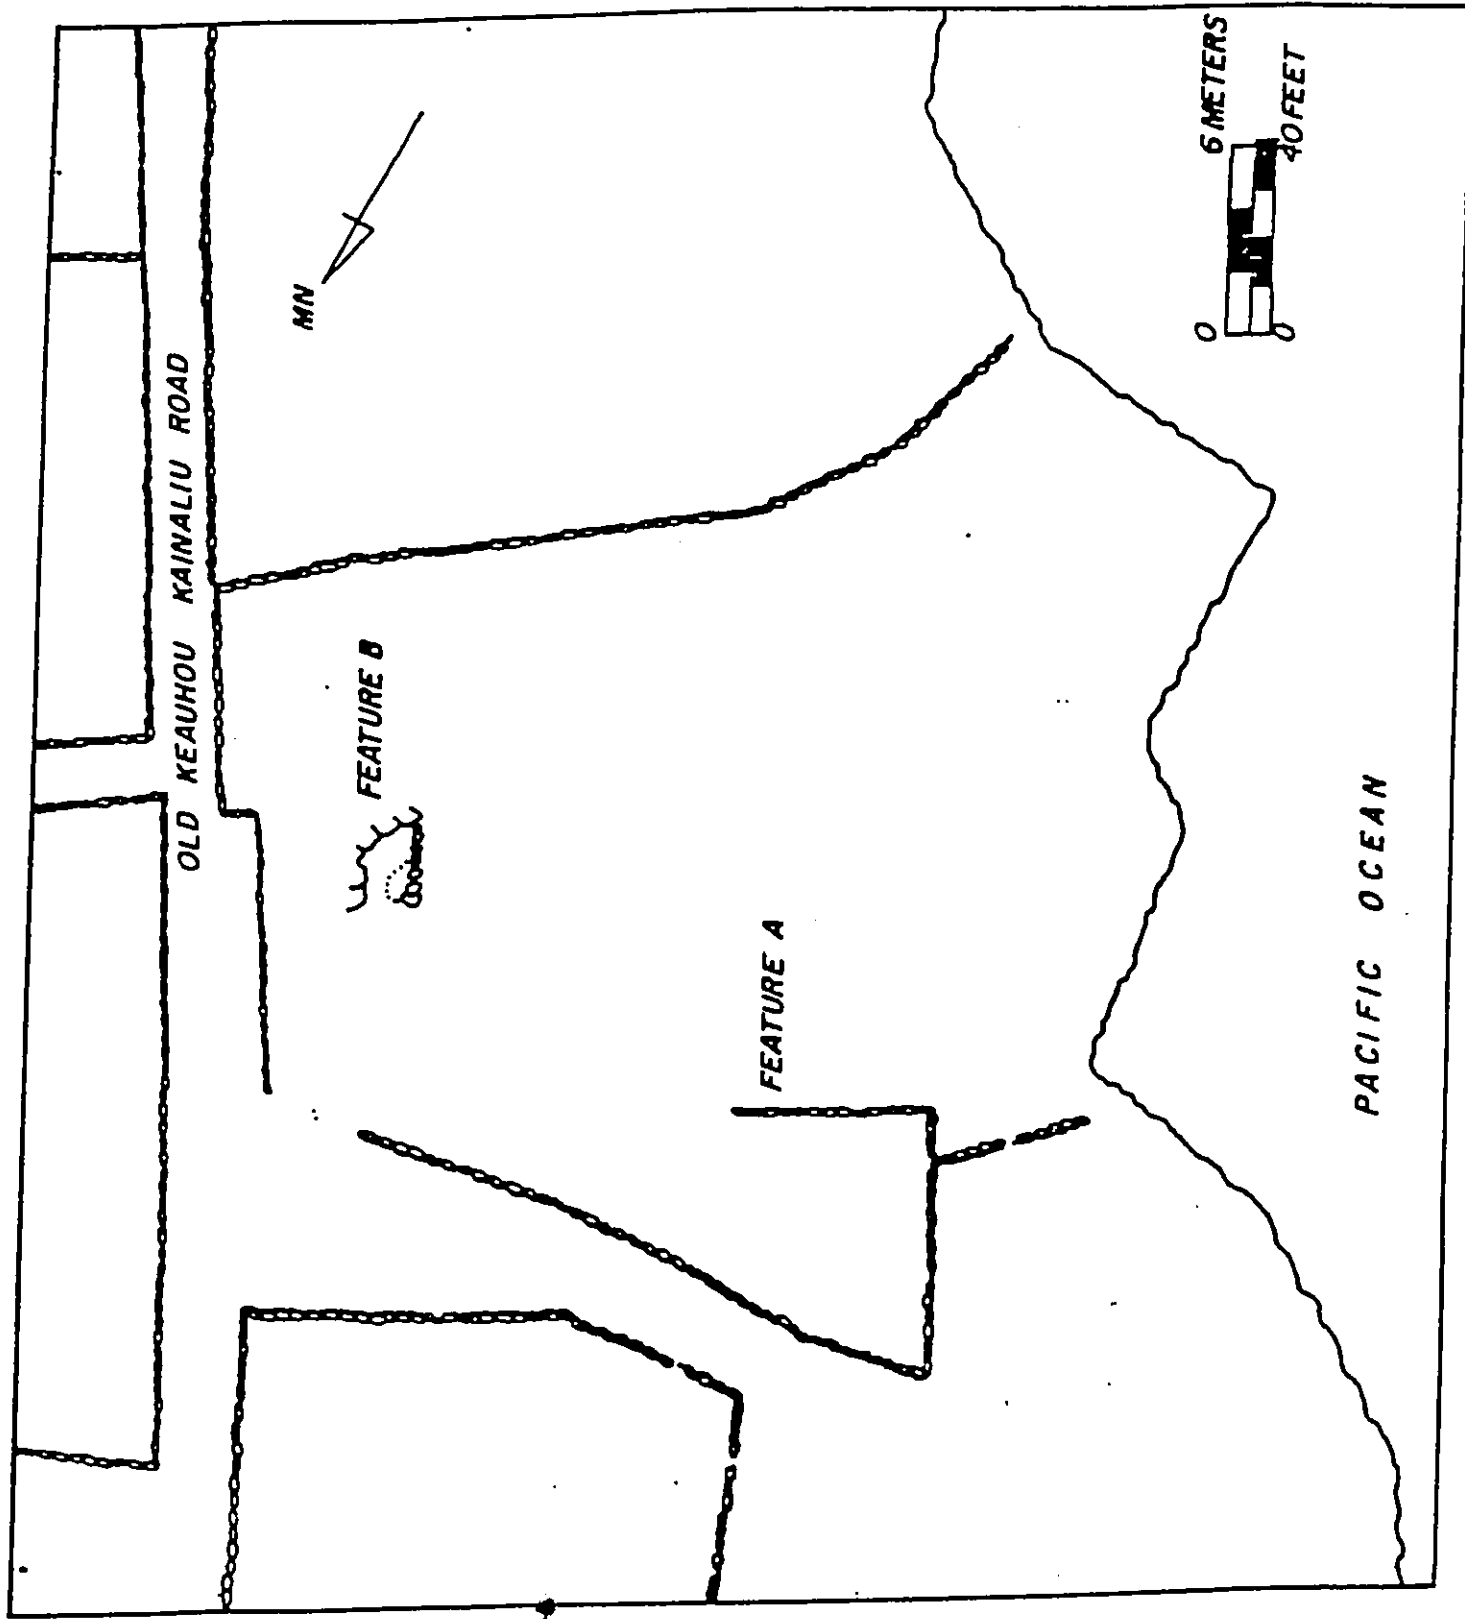 OLD KEAUHOU KAINALIU ROAD
MN
FEATURE B
FEATURE A
0 6 METERS
0 40 FEET
PACIFIC OCEAN